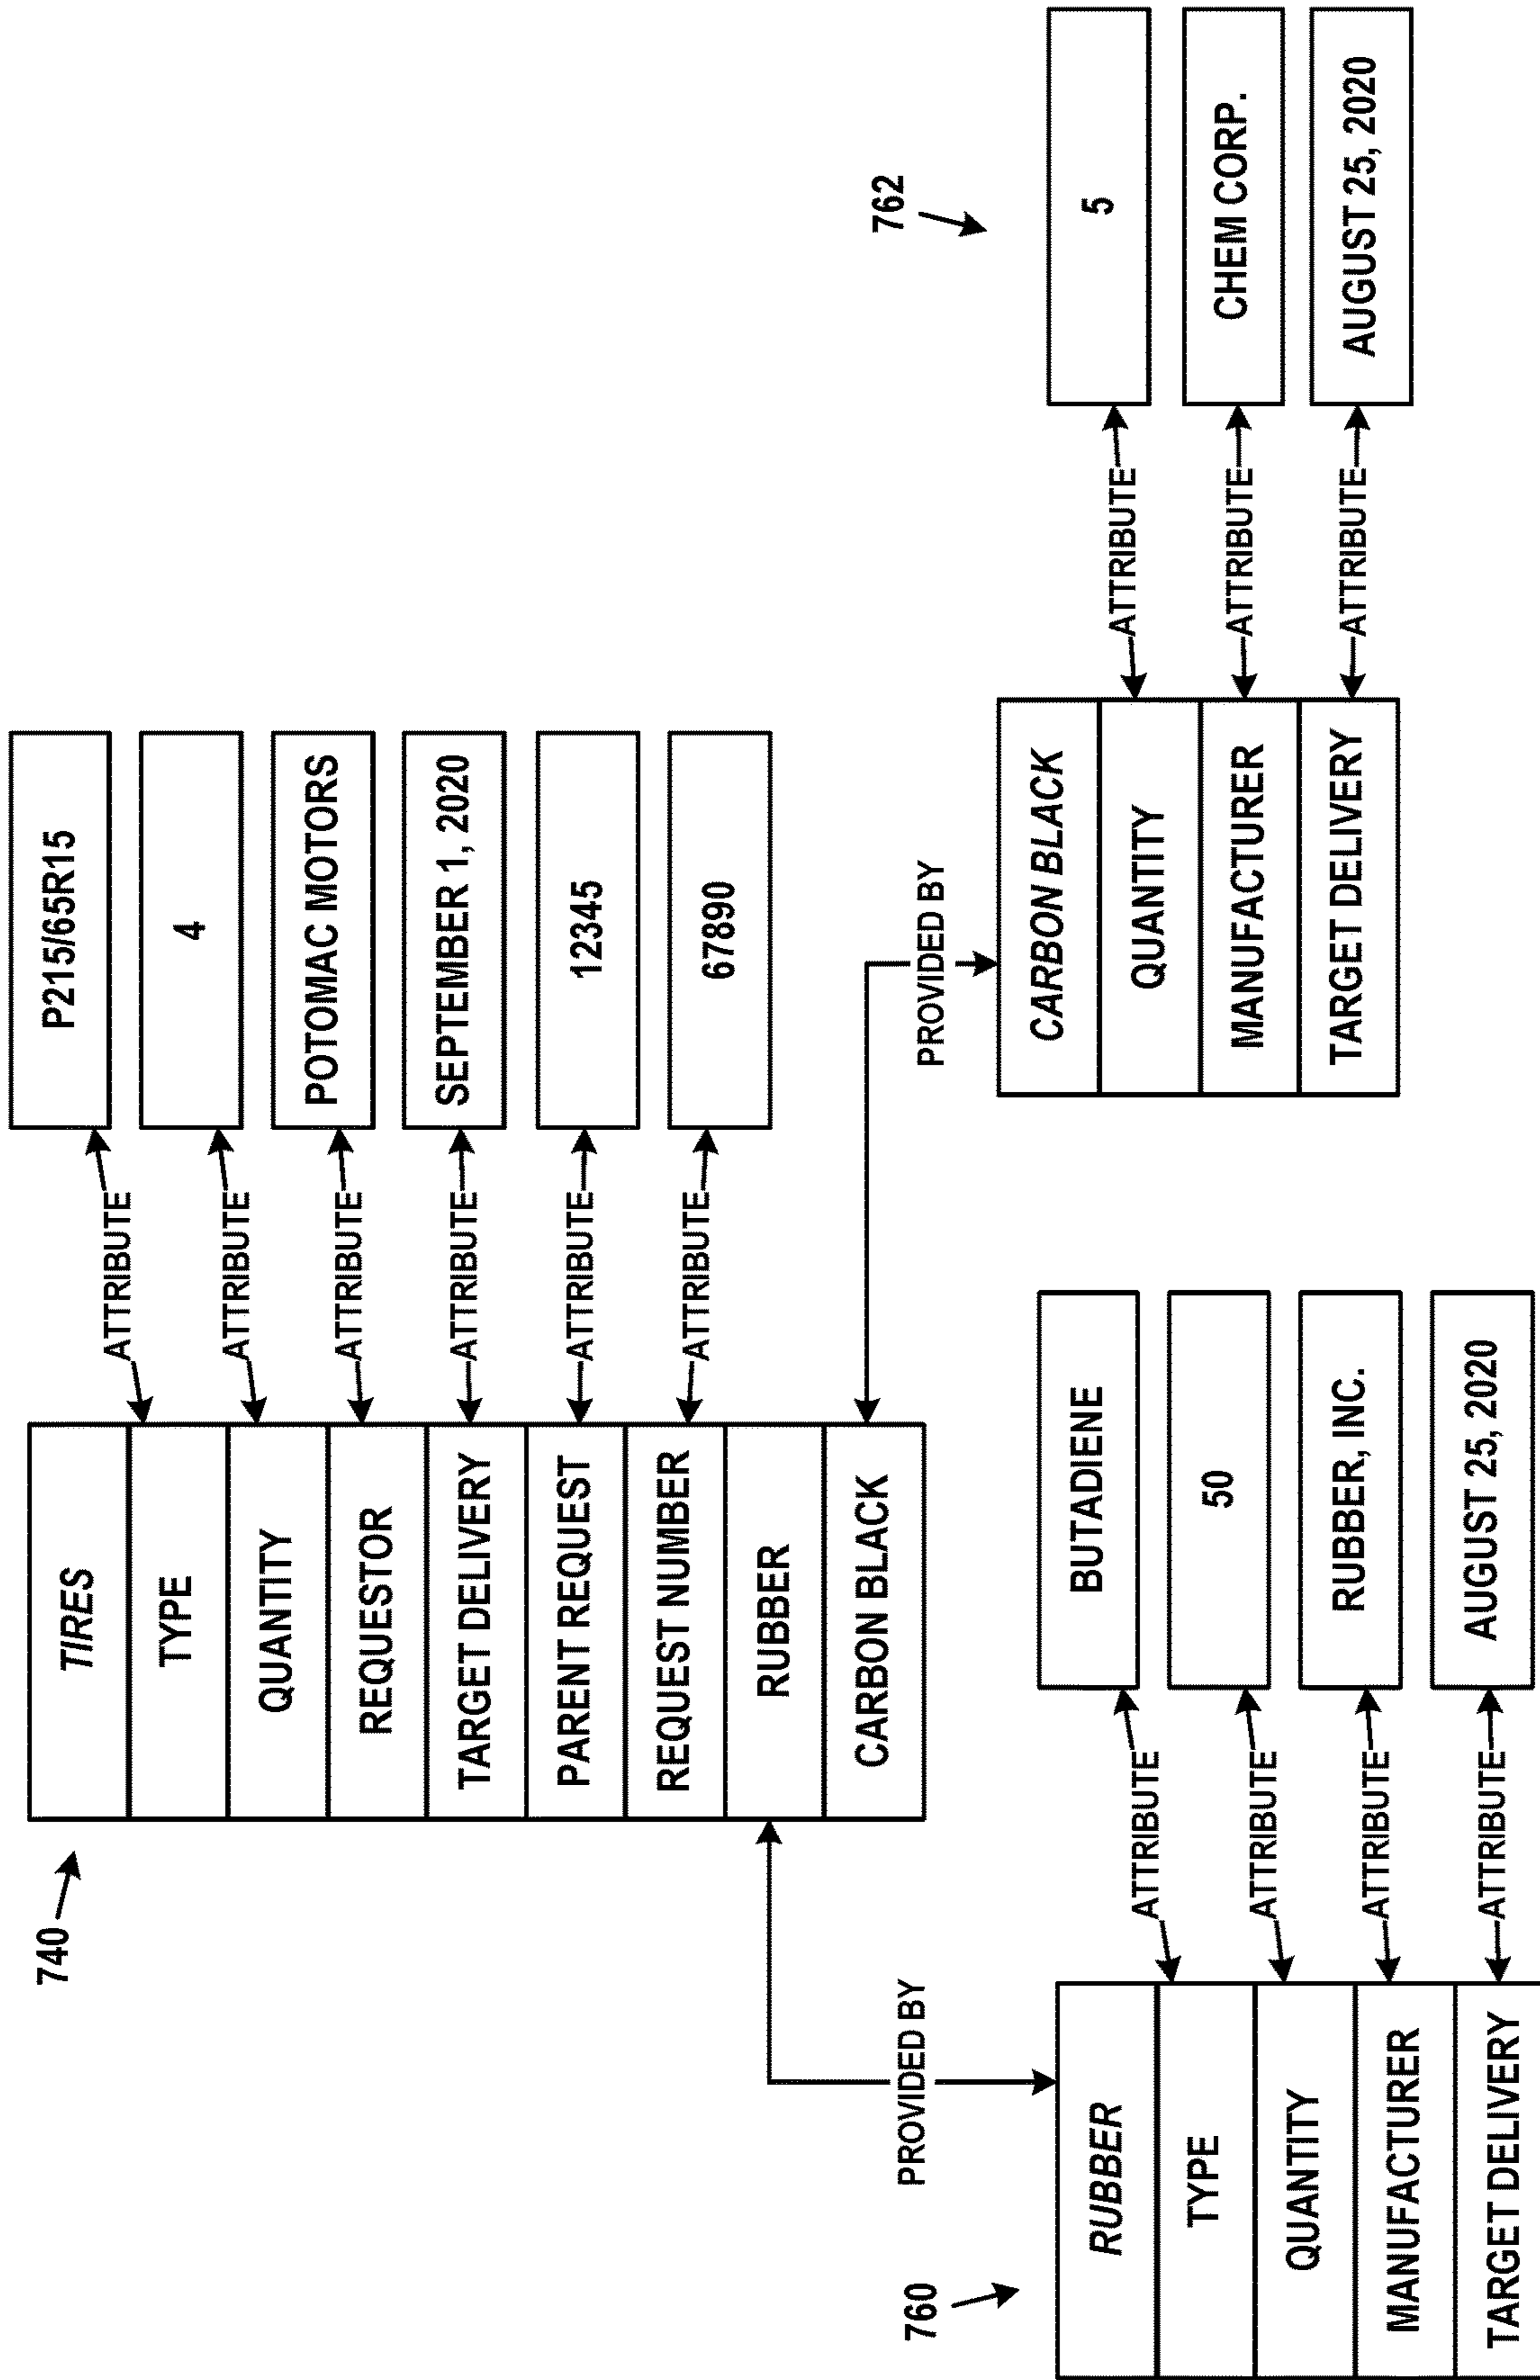 740
TIRES
TYPE
ATTRIBUTE
P215/65R15
QUANTITY
ATTRIBUTE
4
REQUESTOR
ATTRIBUTE
POTOMAC MOTORS
TARGET DELIVERY
ATTRIBUTE
SEPTEMBER 1, 2020
PARENT REQUEST
ATTRIBUTE
12345
REQUEST NUMBER
ATTRIBUTE
67890
RUBBER
CARBON BLACK
PROVIDED BY
PROVIDED BY
760
RUBBER
TYPE
ATTRIBUTE
BUTADIENE
QUANTITY
ATTRIBUTE
50
MANUFACTURER
ATTRIBUTE
RUBBER, INC.
TARGET DELIVERY
ATTRIBUTE
AUGUST 25, 2020
762
CARBON BLACK
QUANTITY
ATTRIBUTE
5
MANUFACTURER
ATTRIBUTE
CHEM CORP.
TARGET DELIVERY
ATTRIBUTE
AUGUST 25, 2020